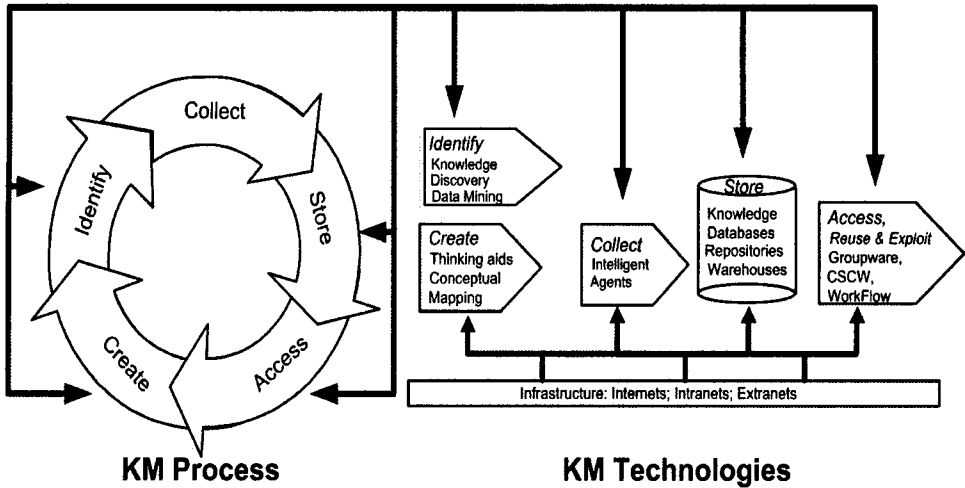 Collect
Identify
Store
Create
Access
KM Process
Identify
Knowledge
Discovery
Data Mining
Create
Thinking aids
Conceptual
Mapping
Collect
Intelligent
Agents
Store
Knowledge
Databases
Repositories
Warehouses
Access,
Reuse & Exploit
Groupware,
CSCW,
WorkFlow
Infrastructure: Internets; Intranets; Extranets
KM Technologies